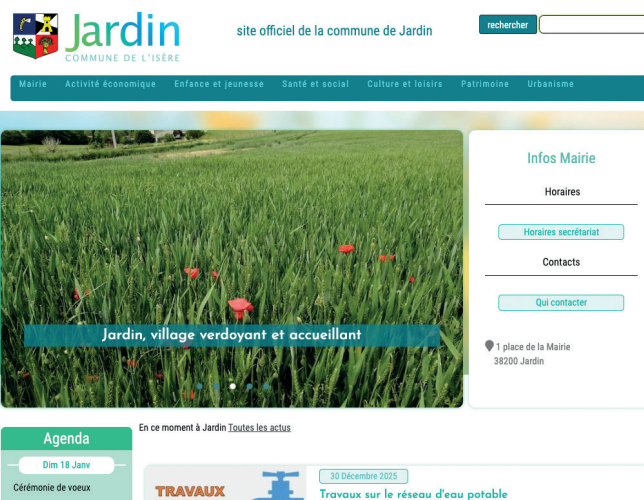 Jardin
COMMUNE DE L'ISÈRE
site officiel de la commune de Jardin
rechercher
Mairie Activité économique Enfance et jeunesse Santé et social Culture et loisirs Patrimoine Urbanisme
Jardin, village verdoyant et accueillant
Infos Mairie
Horaires
Horaires secrétariat
Contacts
Qui contacter
1 place de la Mairie
38200 Jardin
En ce moment à Jardin Toutes les actus
Agenda
Dim 18 Janv
Cérémonie de voeux
TRAVAUX
30 Décembre 2025
Travaux sur le réseau d'eau potable